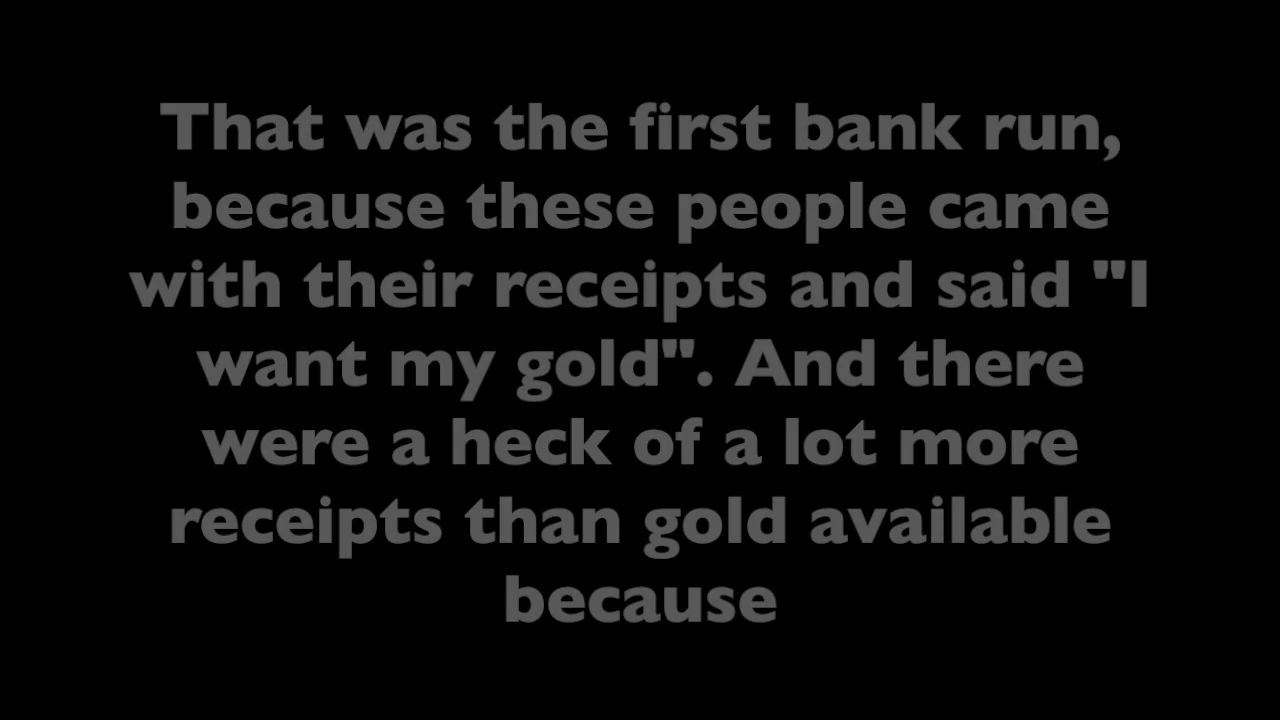 That was the first bank run,
because these people came
with their receipts and said "I
want my gold". And there
were a heck of a lot more
receipts than gold available
because